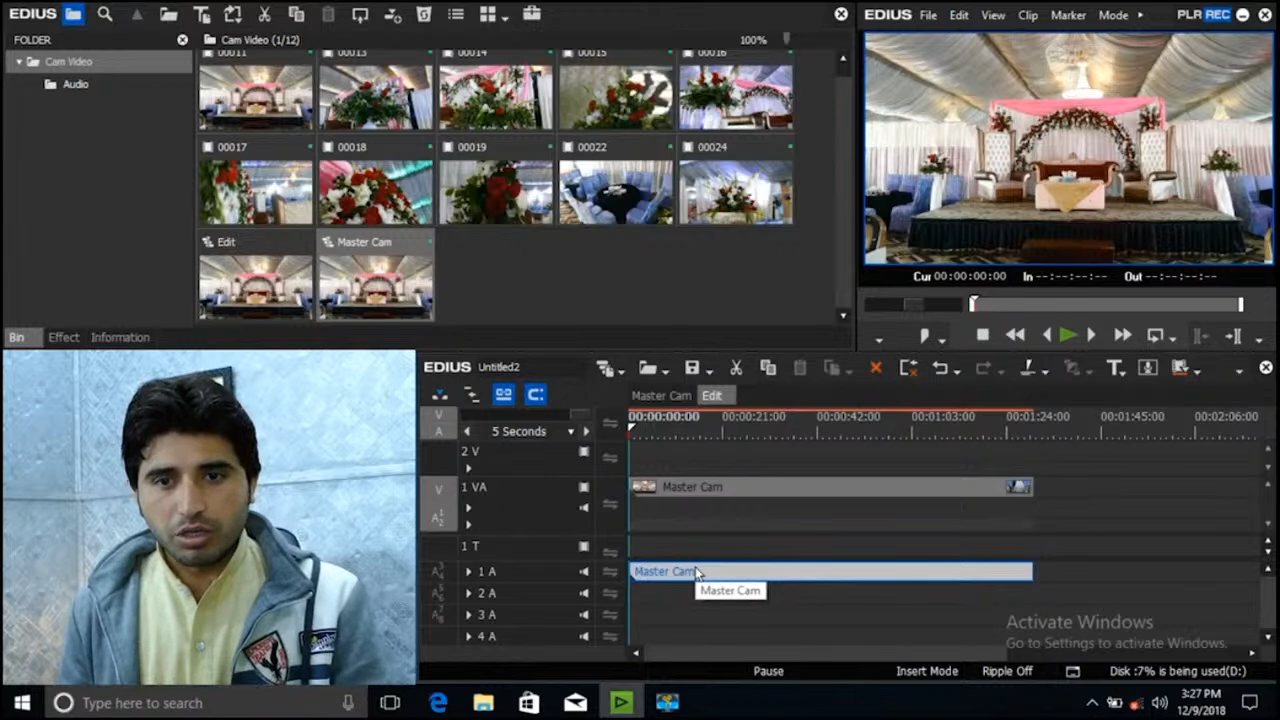 EDIUS
EDIUS File Edit View Clip Marker Mode PLR REC
FOLDER
Cam Video (1/12)
100%
Cam Video
Audio
00011 00013 00014 00015 00016
00017 00018 00019 00022 00024
Edit Master Cam
Cur 00:00:00:00 In --:--:--:-- Out --:--:--:--
Bin Effect Information
EDIUS Untitled2
Master Cam Edit
V
A
5 Seconds
00:00:00:00 00:00:21:00 00:00:42:00 00:01:03:00 00:01:24:00 00:01:45:00 00:02:06:00
2 V
V
1 VA
Master Cam
1 T
1 A
Master Cam
Master Cam
2 A
3 A
4 A
Activate Windows
Go to Settings to activate Windows.
Pause Insert Mode Ripple Off Disk :7% is being used(D:)
Type here to search
3:27 PM
12/9/2018